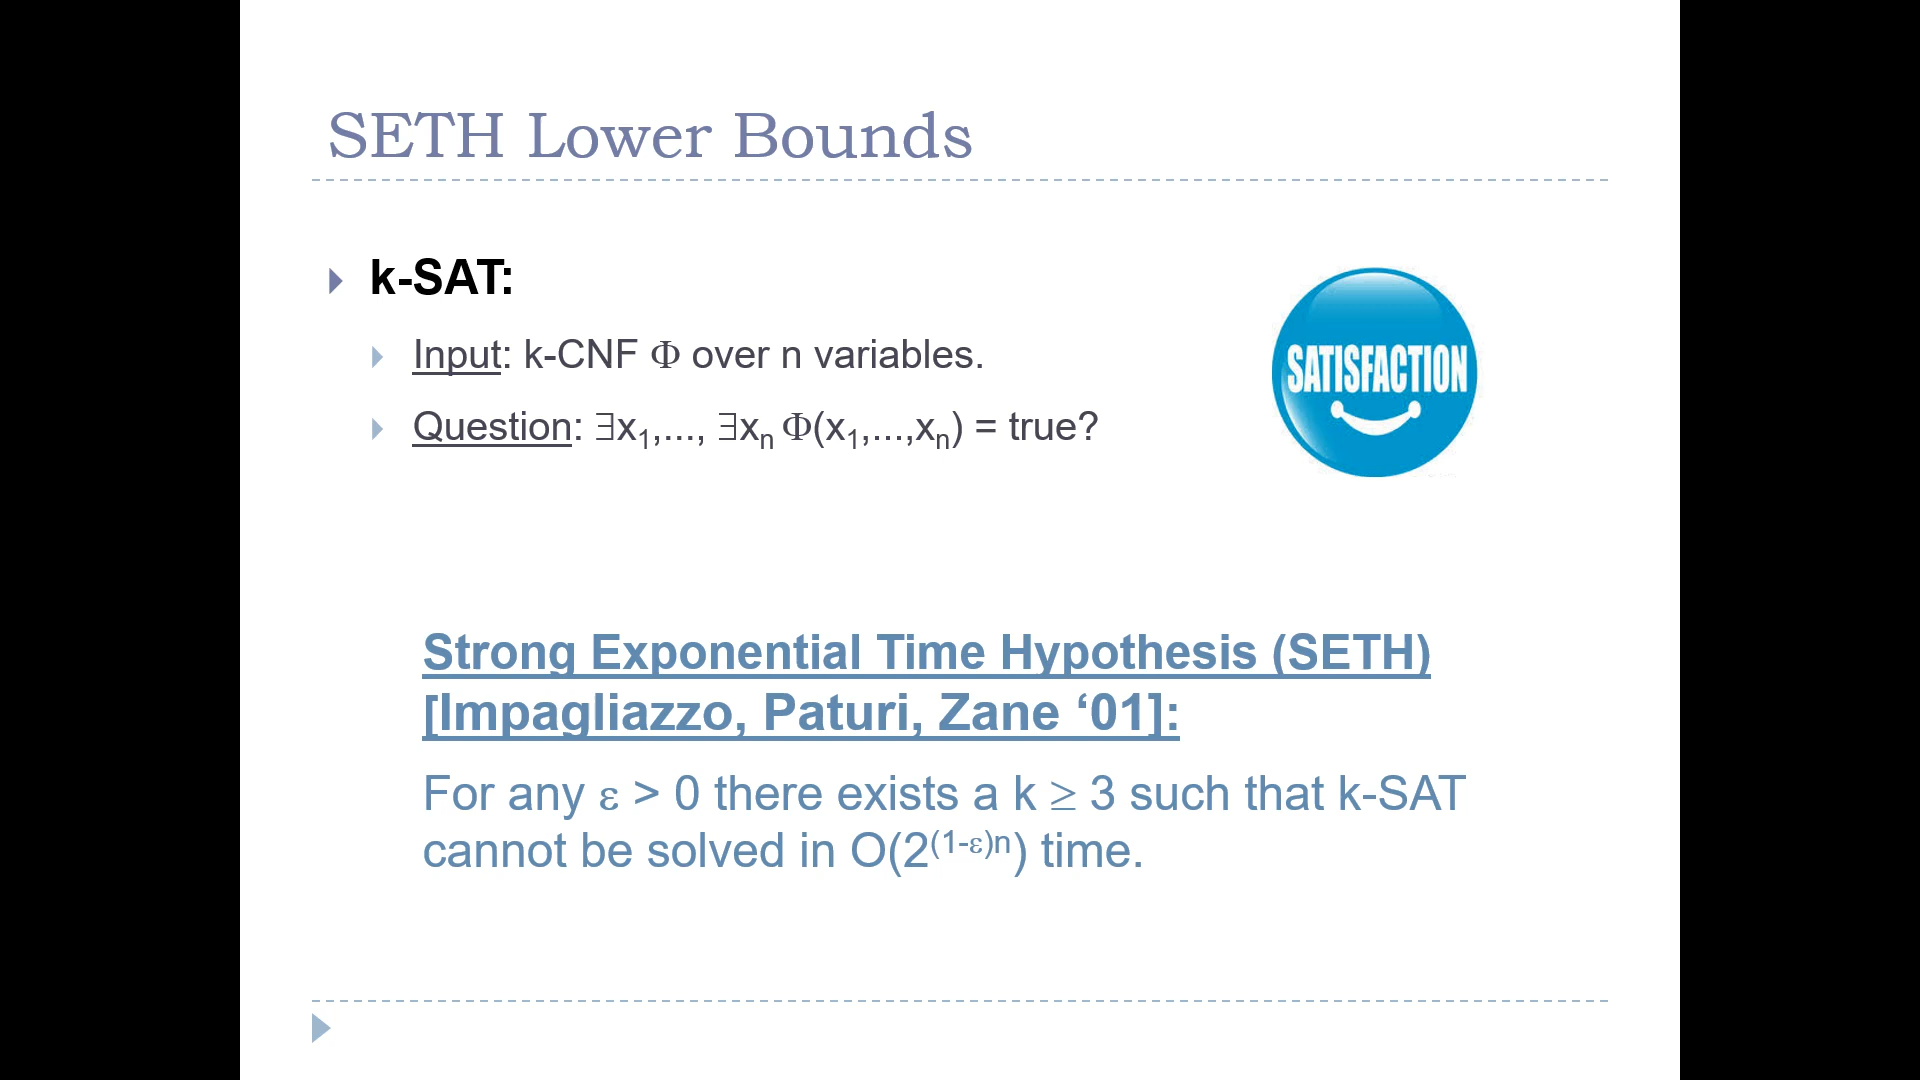 SETH Lower Bounds
k-SAT:
Input: k-CNF Φ over n variables.
SATISFACTION
Question: ∃x₁,..., ∃xₙ Φ(x₁,...,xₙ) = true?
Strong Exponential Time Hypothesis (SETH)
[Impagliazzo, Paturi, Zane ‘01]:
For any ε > 0 there exists a k ≥ 3 such that k-SAT
cannot be solved in O(2^(1-ε)n) time.